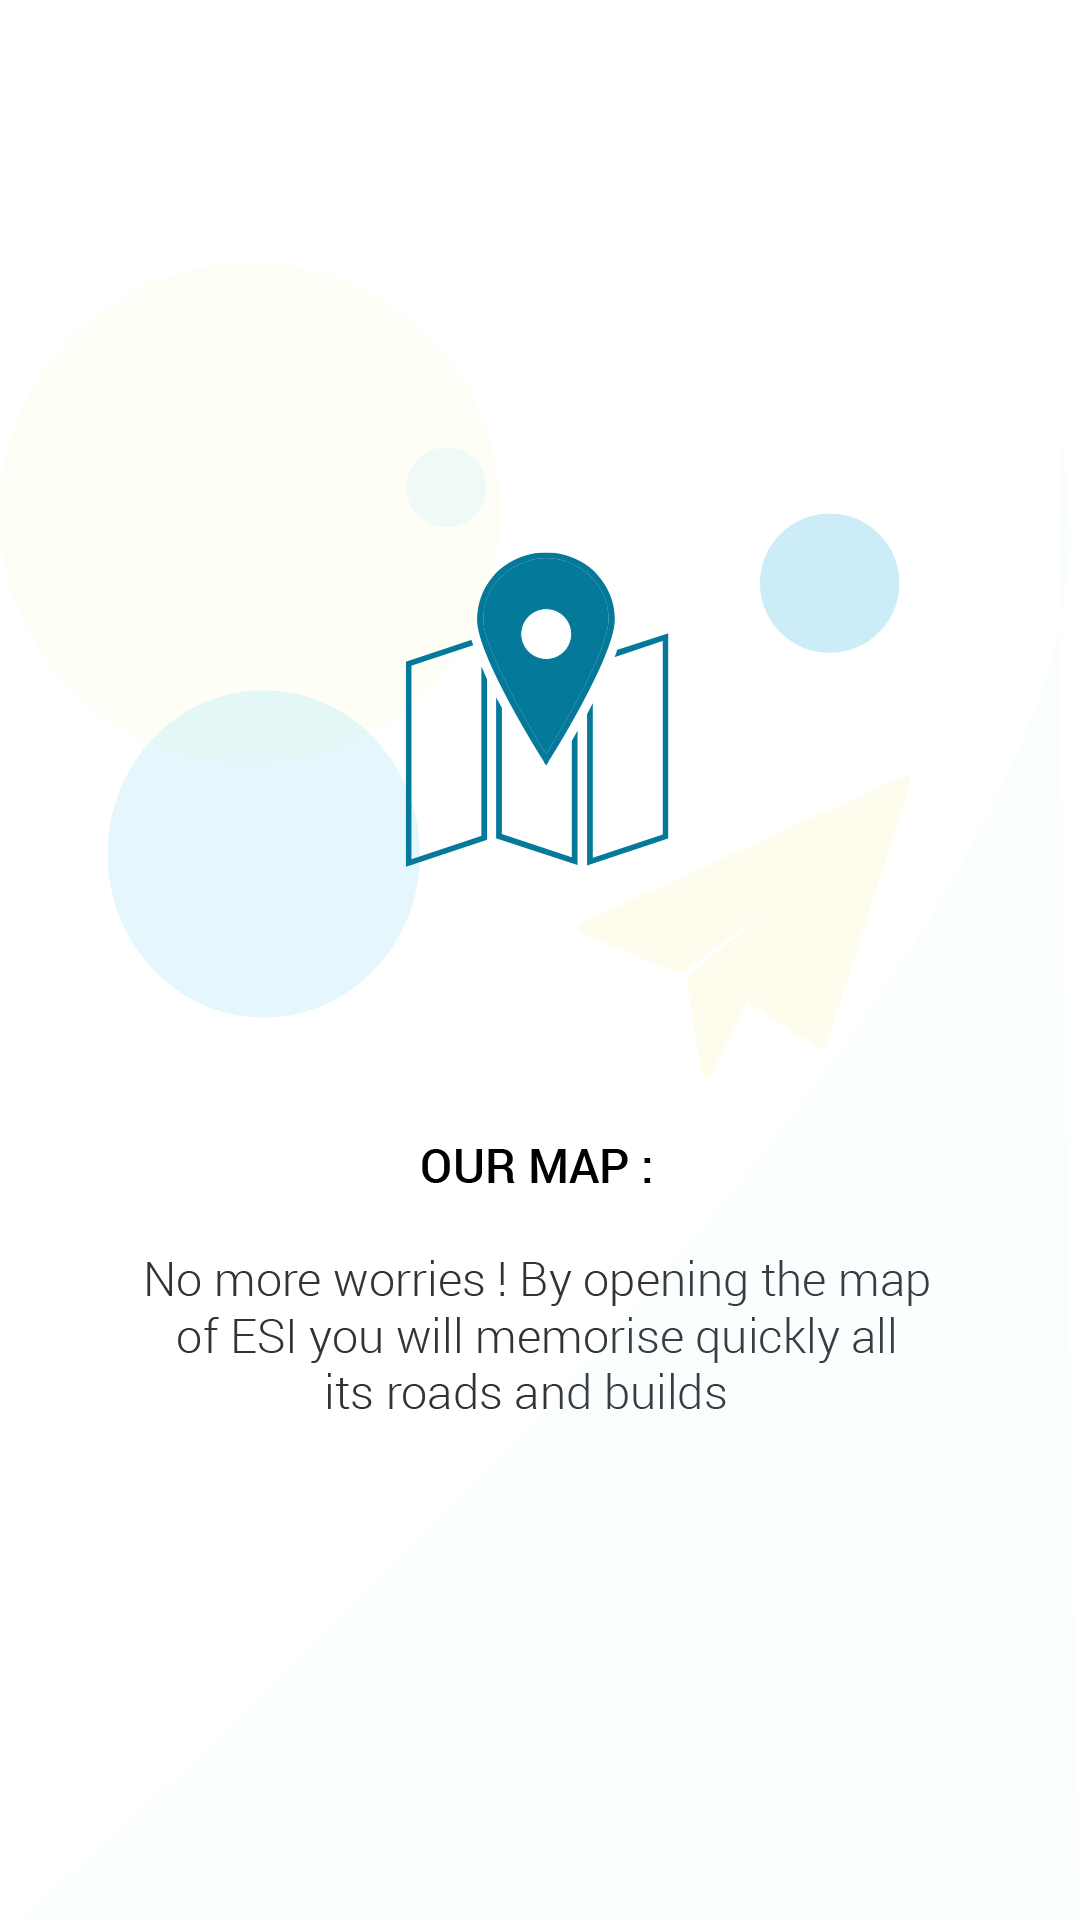 OUR MAP :
No more worries ! By opening the map
of ESI you will memorise quickly all
its roads and builds